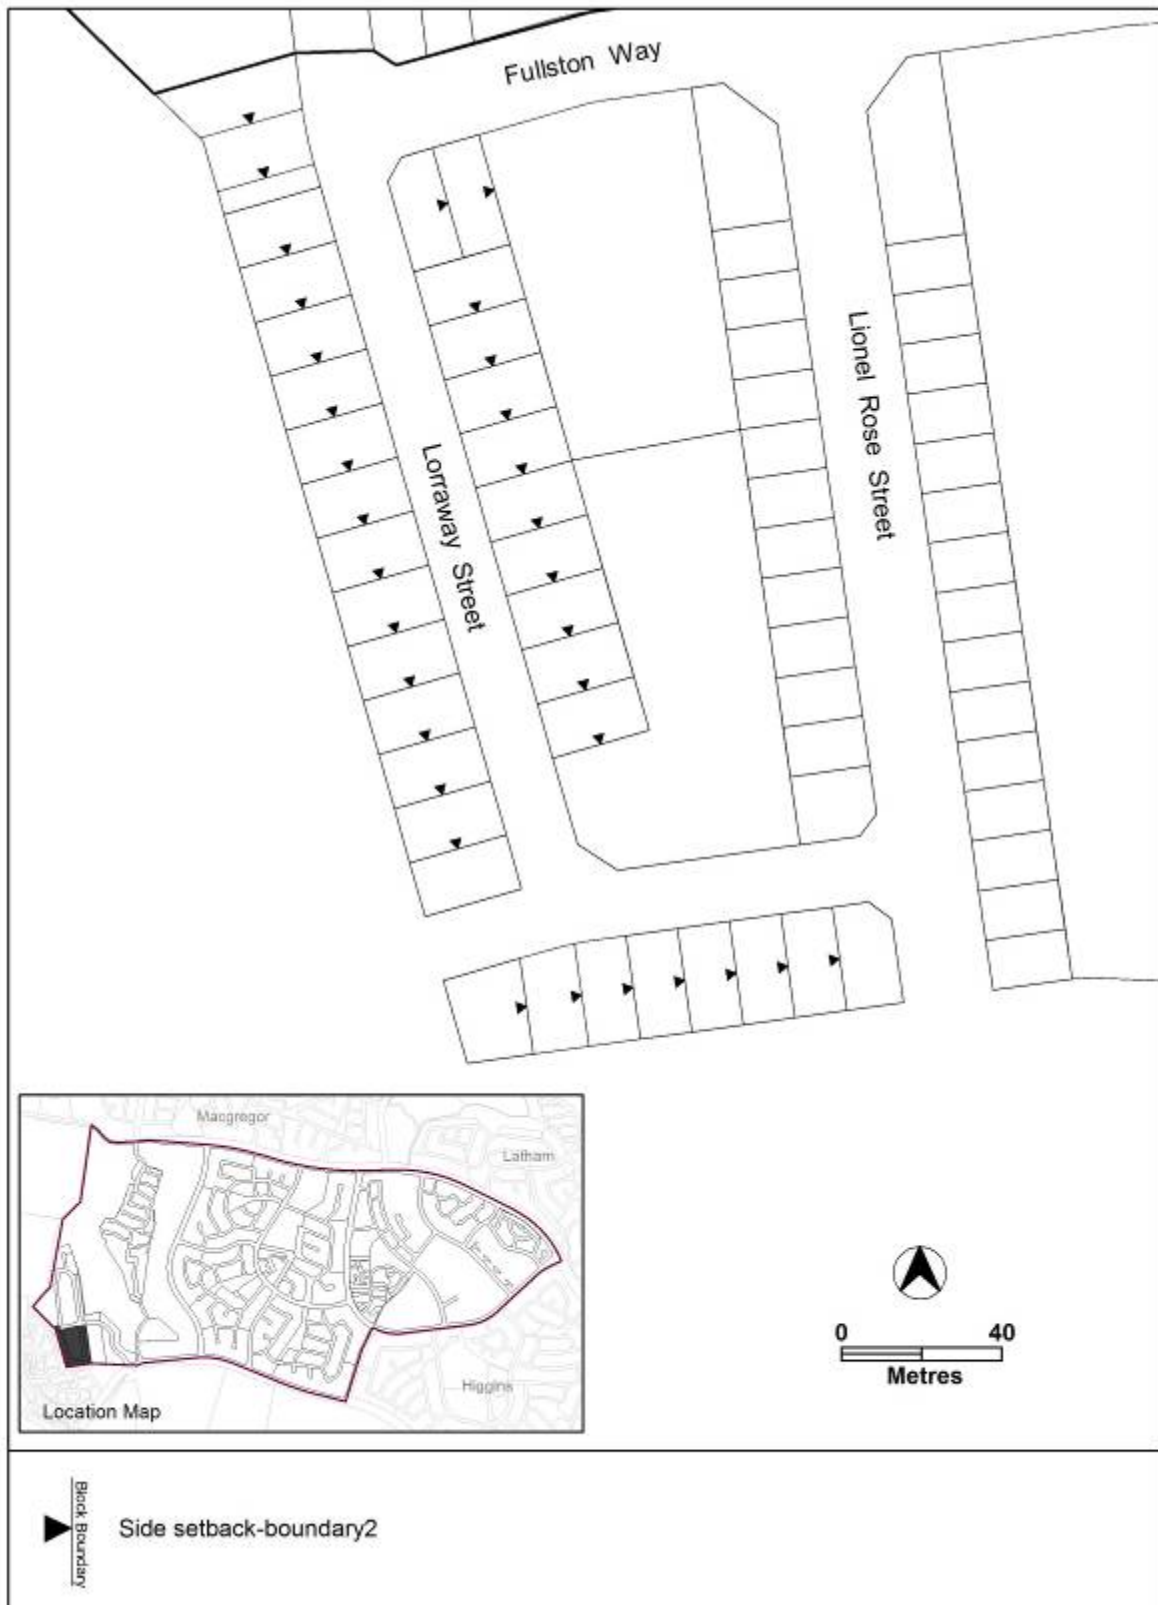 Fullston Way
Lionel Rose Street
Lorraway Street
Macgregor
Latham
Higgins
Location Map
0 40
Metres
Block Boundary
Side setback-boundary2